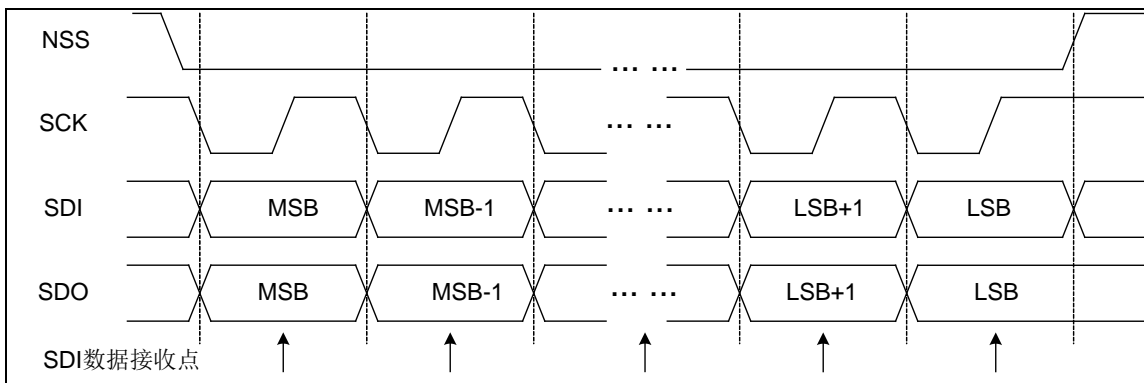 NSS
... ...
SCK
... ...
SDI MSB MSB-1 ... ... LSB+1 LSB
SDO MSB MSB-1 ... ... LSB+1 LSB
SDI数据接收点